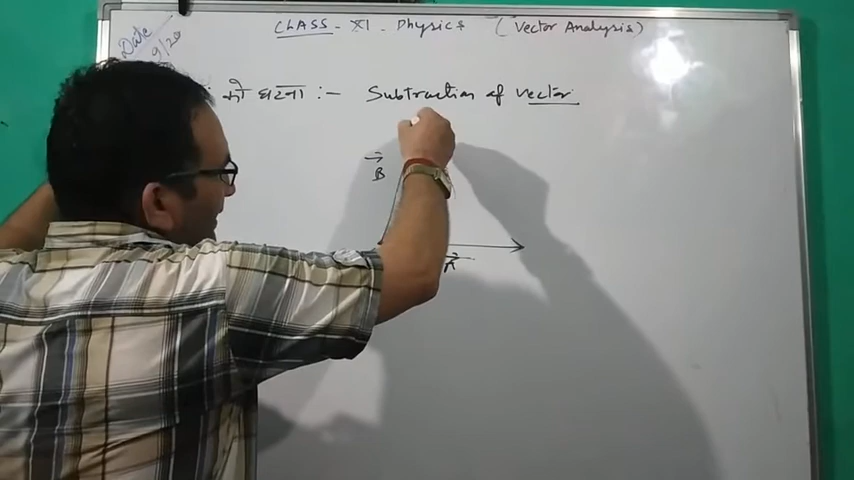 CLASS - XI - Physics (Vector Analysis)
Date
9/20
में घटना :- Subtraction of vector
B
A